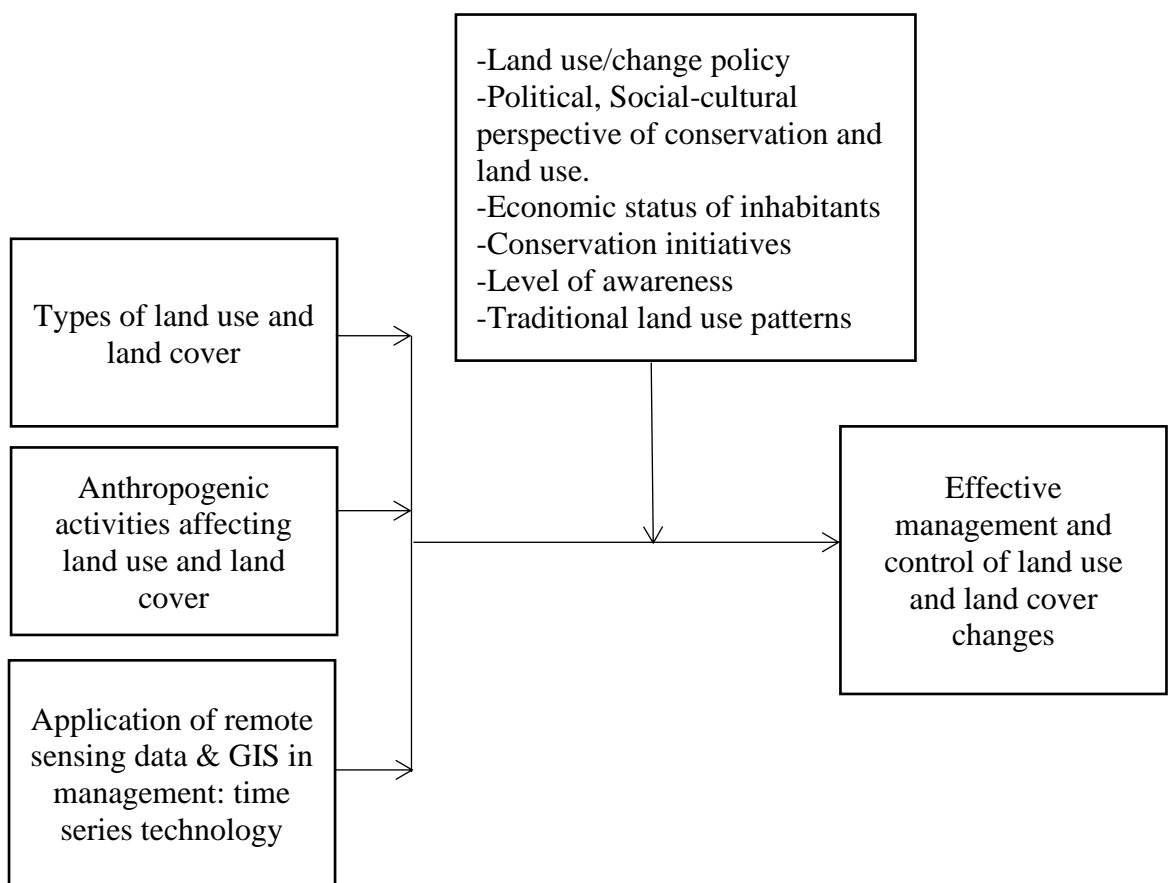 -Land use/change policy
-Political, Social-cultural
perspective of conservation and
land use.
-Economic status of inhabitants
-Conservation initiatives
-Level of awareness
-Traditional land use patterns
Types of land use and
land cover
Anthropogenic
activities affecting
land use and land
cover
Application of remote
sensing data & GIS in
management: time
series technology
Effective
management and
control of land use
and land cover
changes